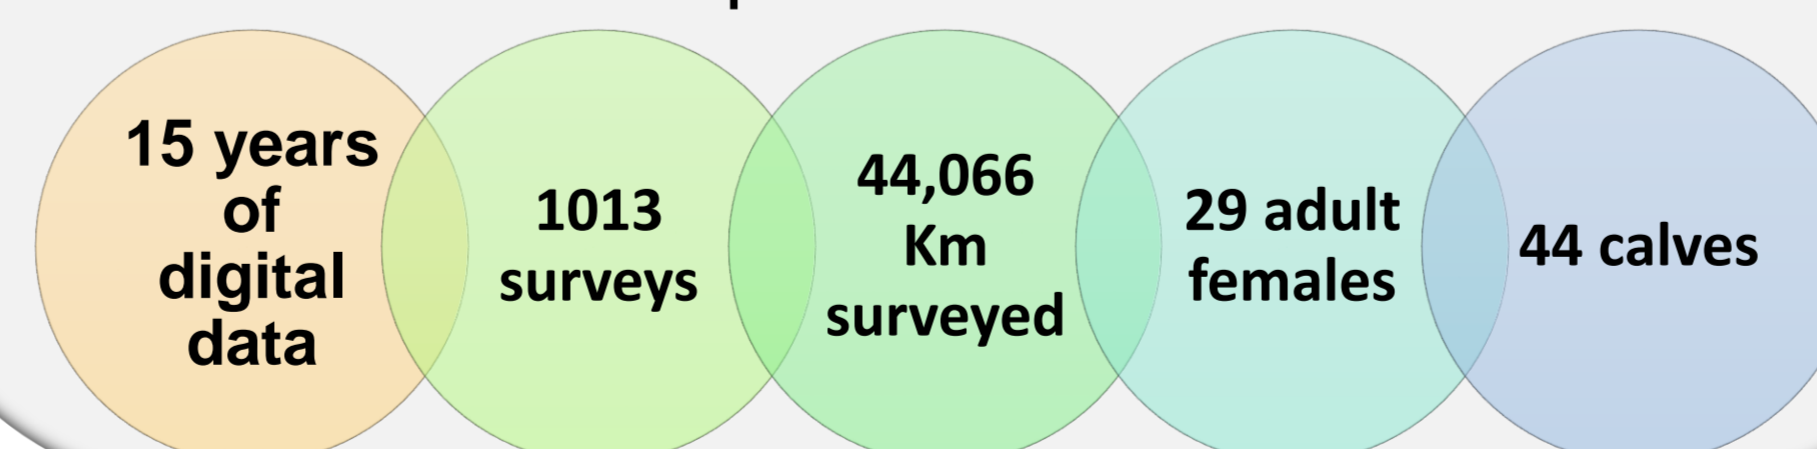 15 years
of
digital
data
1013
surveys
44,066
Km
surveyed
29 adult
females
44 calves